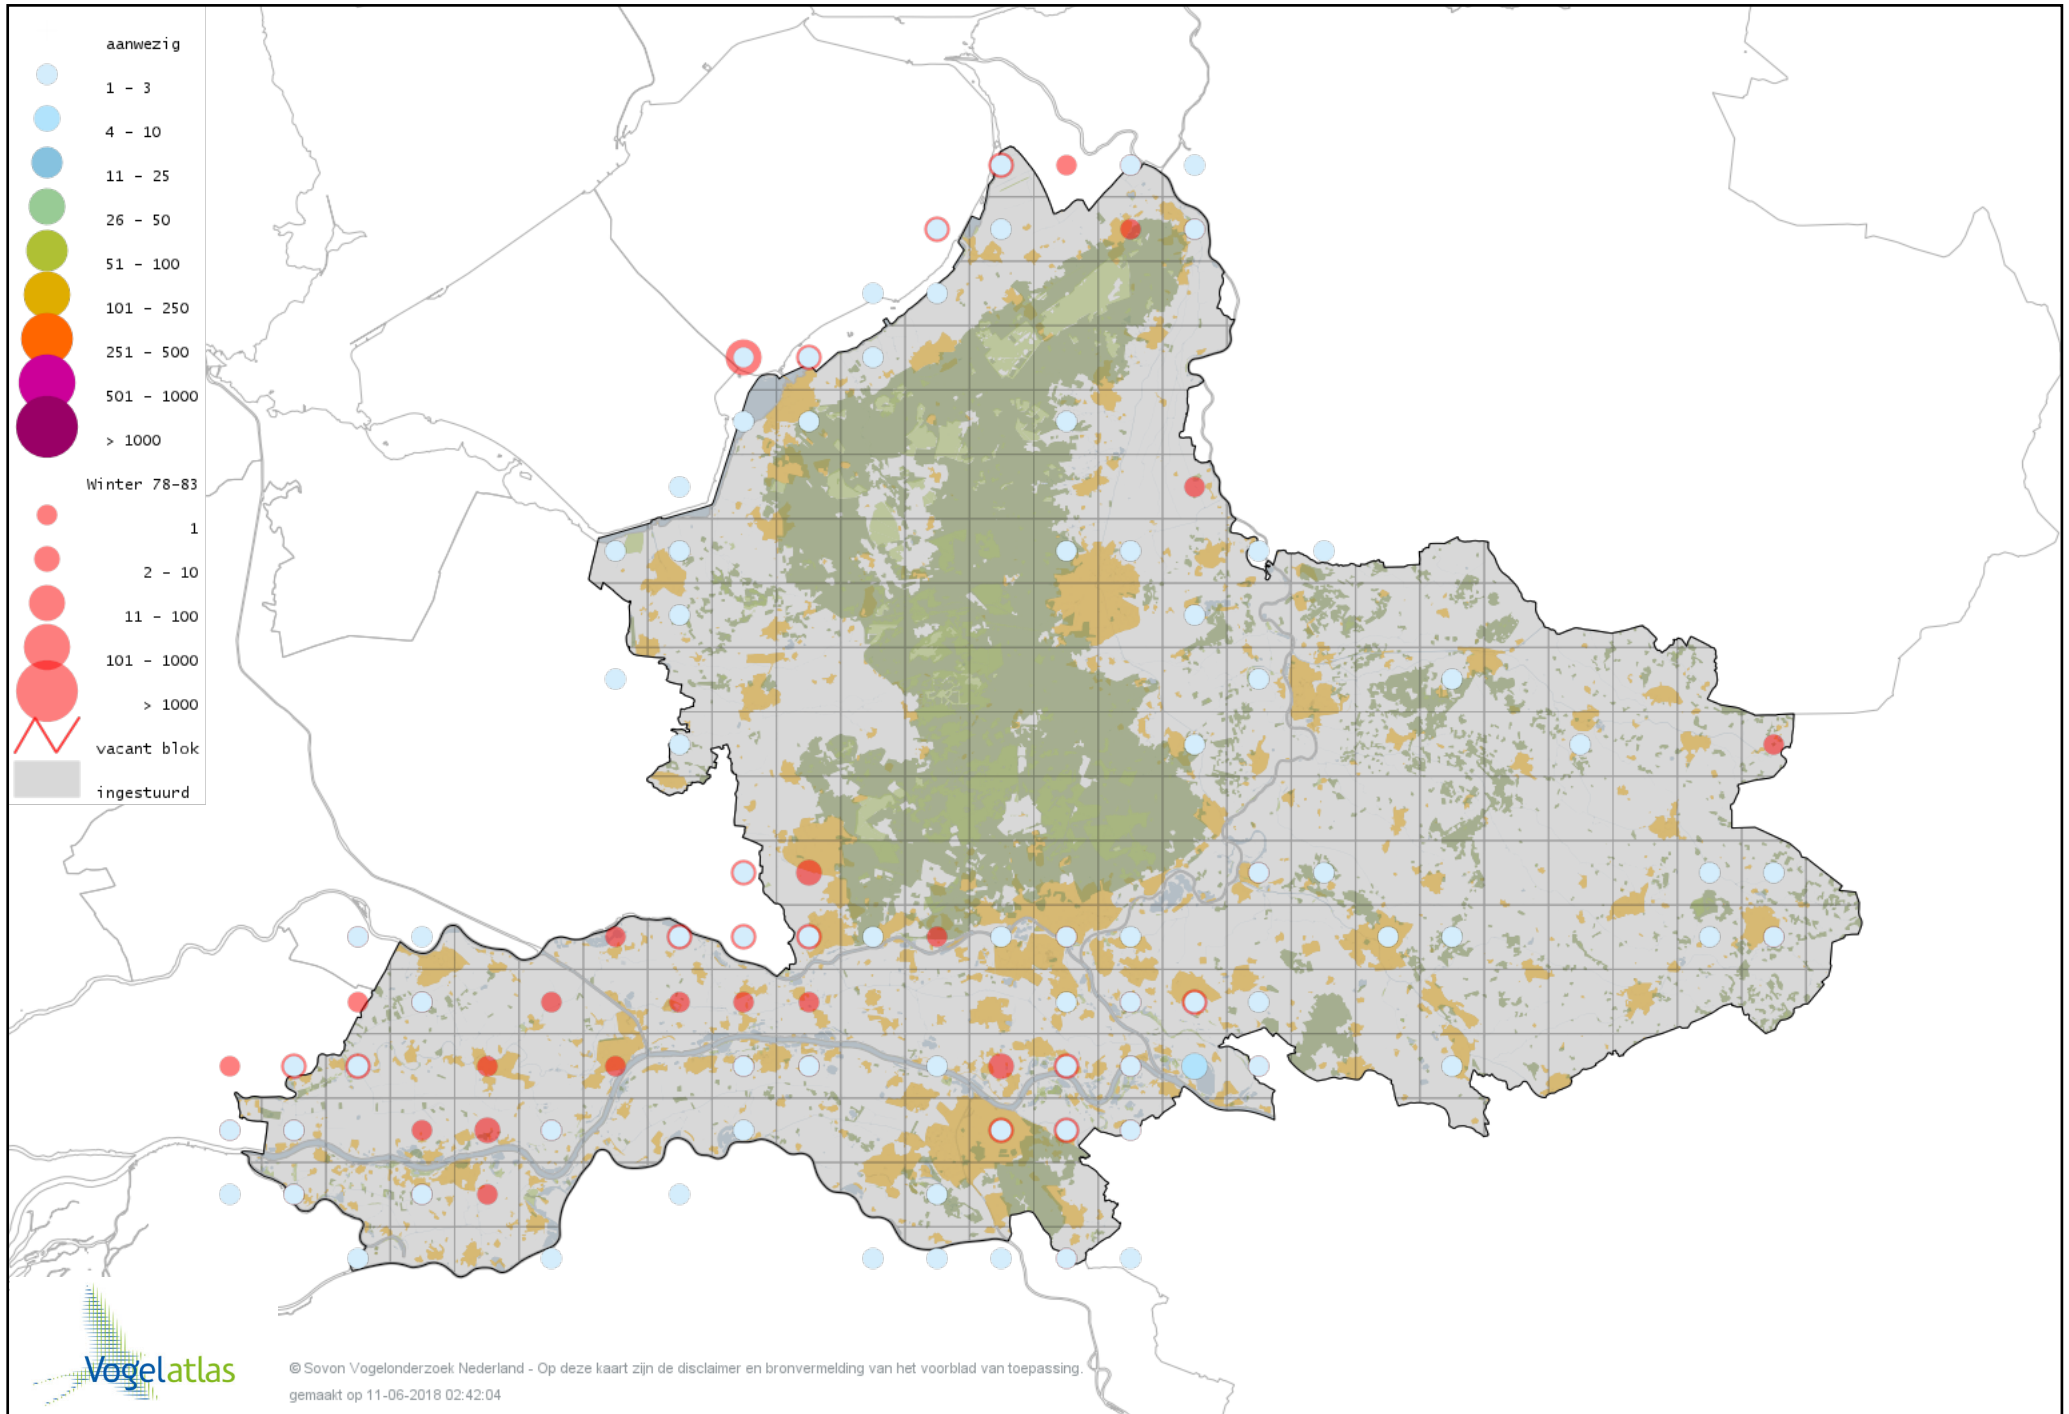 aanwezig
1 - 3
4 - 10
11 - 25
26 - 50
51 - 100
101 - 250
251 - 500
501 - 1000
> 1000
Winter 78-83
1
2 - 10
11 - 100
101 - 1000
> 1000
vacant blok
ingestuurd
Vogelatlas
© Sovon Vogelonderzoek Nederland - Op deze kaart zijn de disclaimer en bronvermelding van het voorblad van toepassing.
gemaakt op 11-06-2018 02:42:04